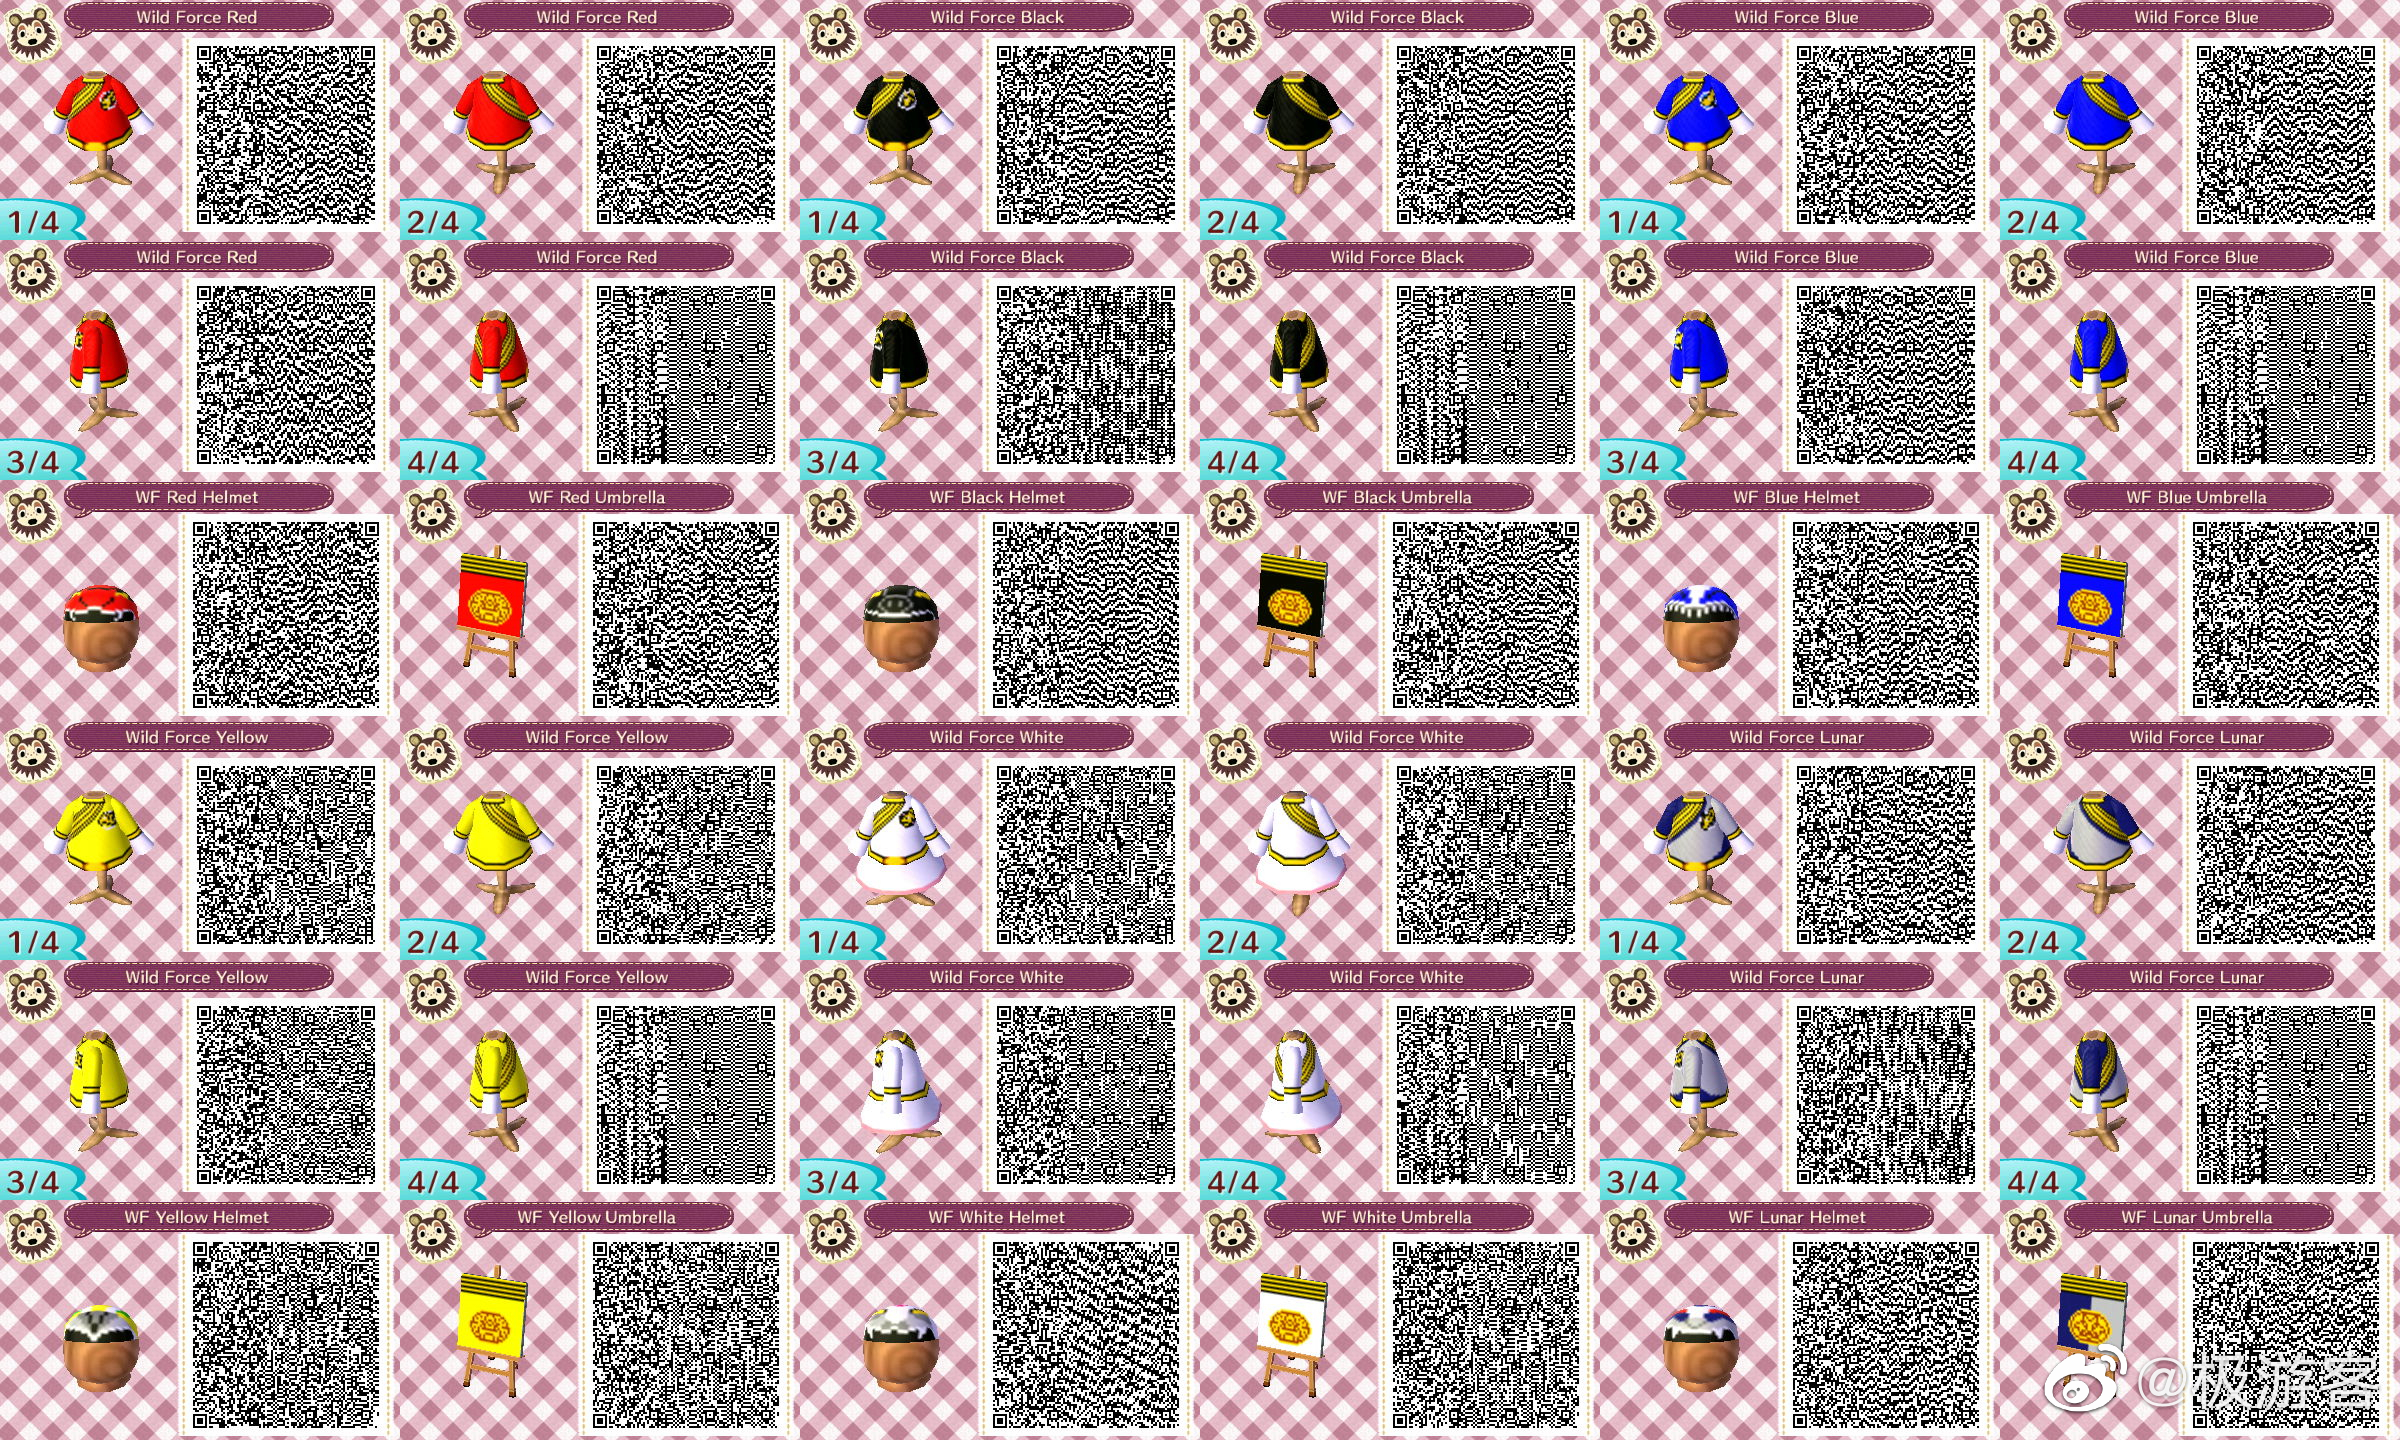 Wild Force Red
Wild Force Red
Wild Force Black
Wild Force Black
Wild Force Blue
Wild Force Blue
1/4
2/4
1/4
2/4
1/4
2/4
Wild Force Red
Wild Force Red
Wild Force Black
Wild Force Black
Wild Force Blue
Wild Force Blue
3/4
4/4
3/4
4/4
3/4
4/4
WF Red Helmet
WF Red Umbrella
WF Black Helmet
WF Black Umbrella
WF Blue Helmet
WF Blue Umbrella
Wild Force Yellow
Wild Force Yellow
Wild Force White
Wild Force White
Wild Force Lunar
Wild Force Lunar
1/4
2/4
1/4
2/4
1/4
2/4
Wild Force Yellow
Wild Force Yellow
Wild Force White
Wild Force White
Wild Force Lunar
Wild Force Lunar
3/4
4/4
3/4
4/4
3/4
4/4
WF Yellow Helmet
WF Yellow Umbrella
WF White Helmet
WF White Umbrella
WF Lunar Helmet
WF Lunar Umbrella
@极游客